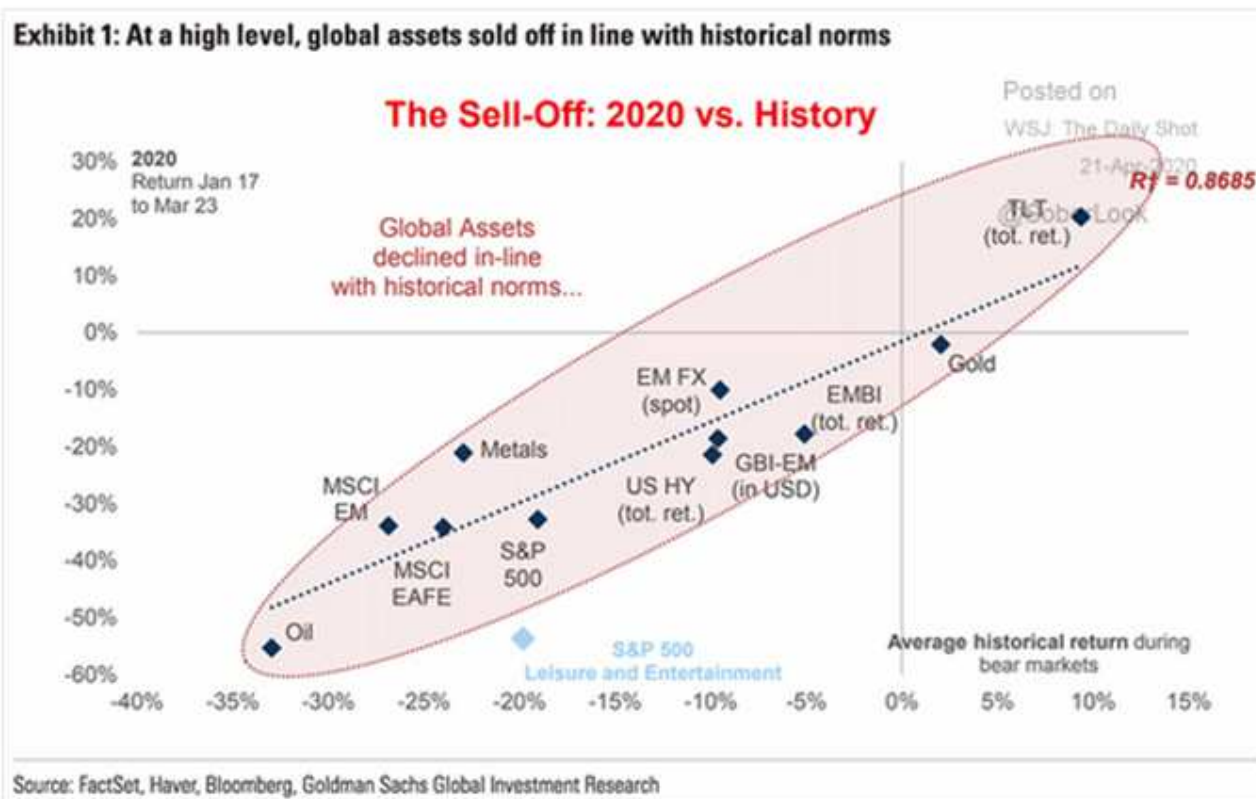 Exhibit 1: At a high level, global assets sold off in line with historical norms
The Sell-Off: 2020 vs. History
Posted on
WSJ: The Daily Shot
21-Apr-2020
@SoberLook
30%
20%
10%
0%
-10%
-20%
-30%
-40%
-50%
-60%
2020
Return Jan 17
to Mar 23
Global Assets
declined in-line
with historical norms...
= 0.8685
TLT
(tot. ret.)
Gold
EM FX
(spot)
EMBI
(tot. ret.)
Metals
GBI-EM
(in USD)
US HY
(tot. ret.)
MSCI
EM
MSCI
EAFE
S&P
500
Oil
S&P 500
Leisure and Entertainment
Average historical return during
bear markets
-40% -35% -30% -25% -20% -15% -10% -5% 0% 5% 10% 15%
Source: FactSet, Haver, Bloomberg, Goldman Sachs Global Investment Research